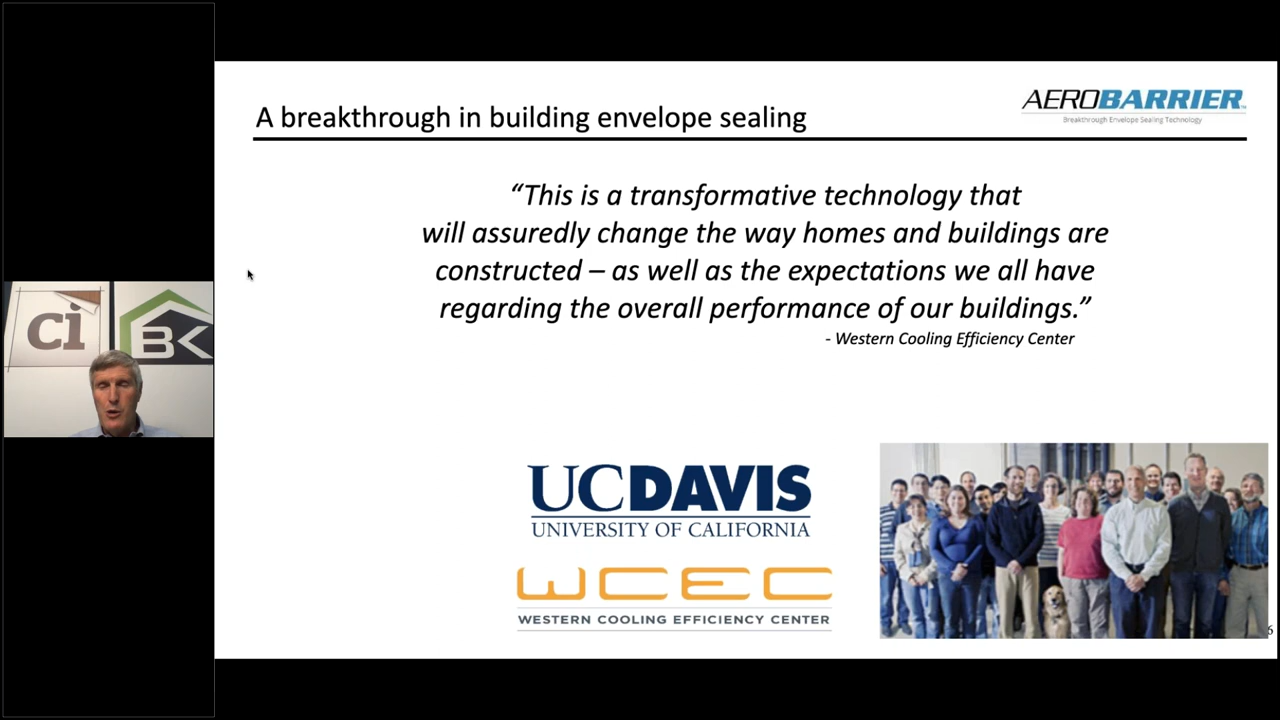 A breakthrough in building envelope sealing
AEROBARRIER
Breakthrough Envelope Sealing Technology
“This is a transformative technology that
will assuredly change the way homes and buildings are
constructed – as well as the expectations we all have
regarding the overall performance of our buildings.”
- Western Cooling Efficiency Center
ci
BK
UCDAVIS
UNIVERSITY OF CALIFORNIA
WCEC
WESTERN COOLING EFFICIENCY CENTER
6